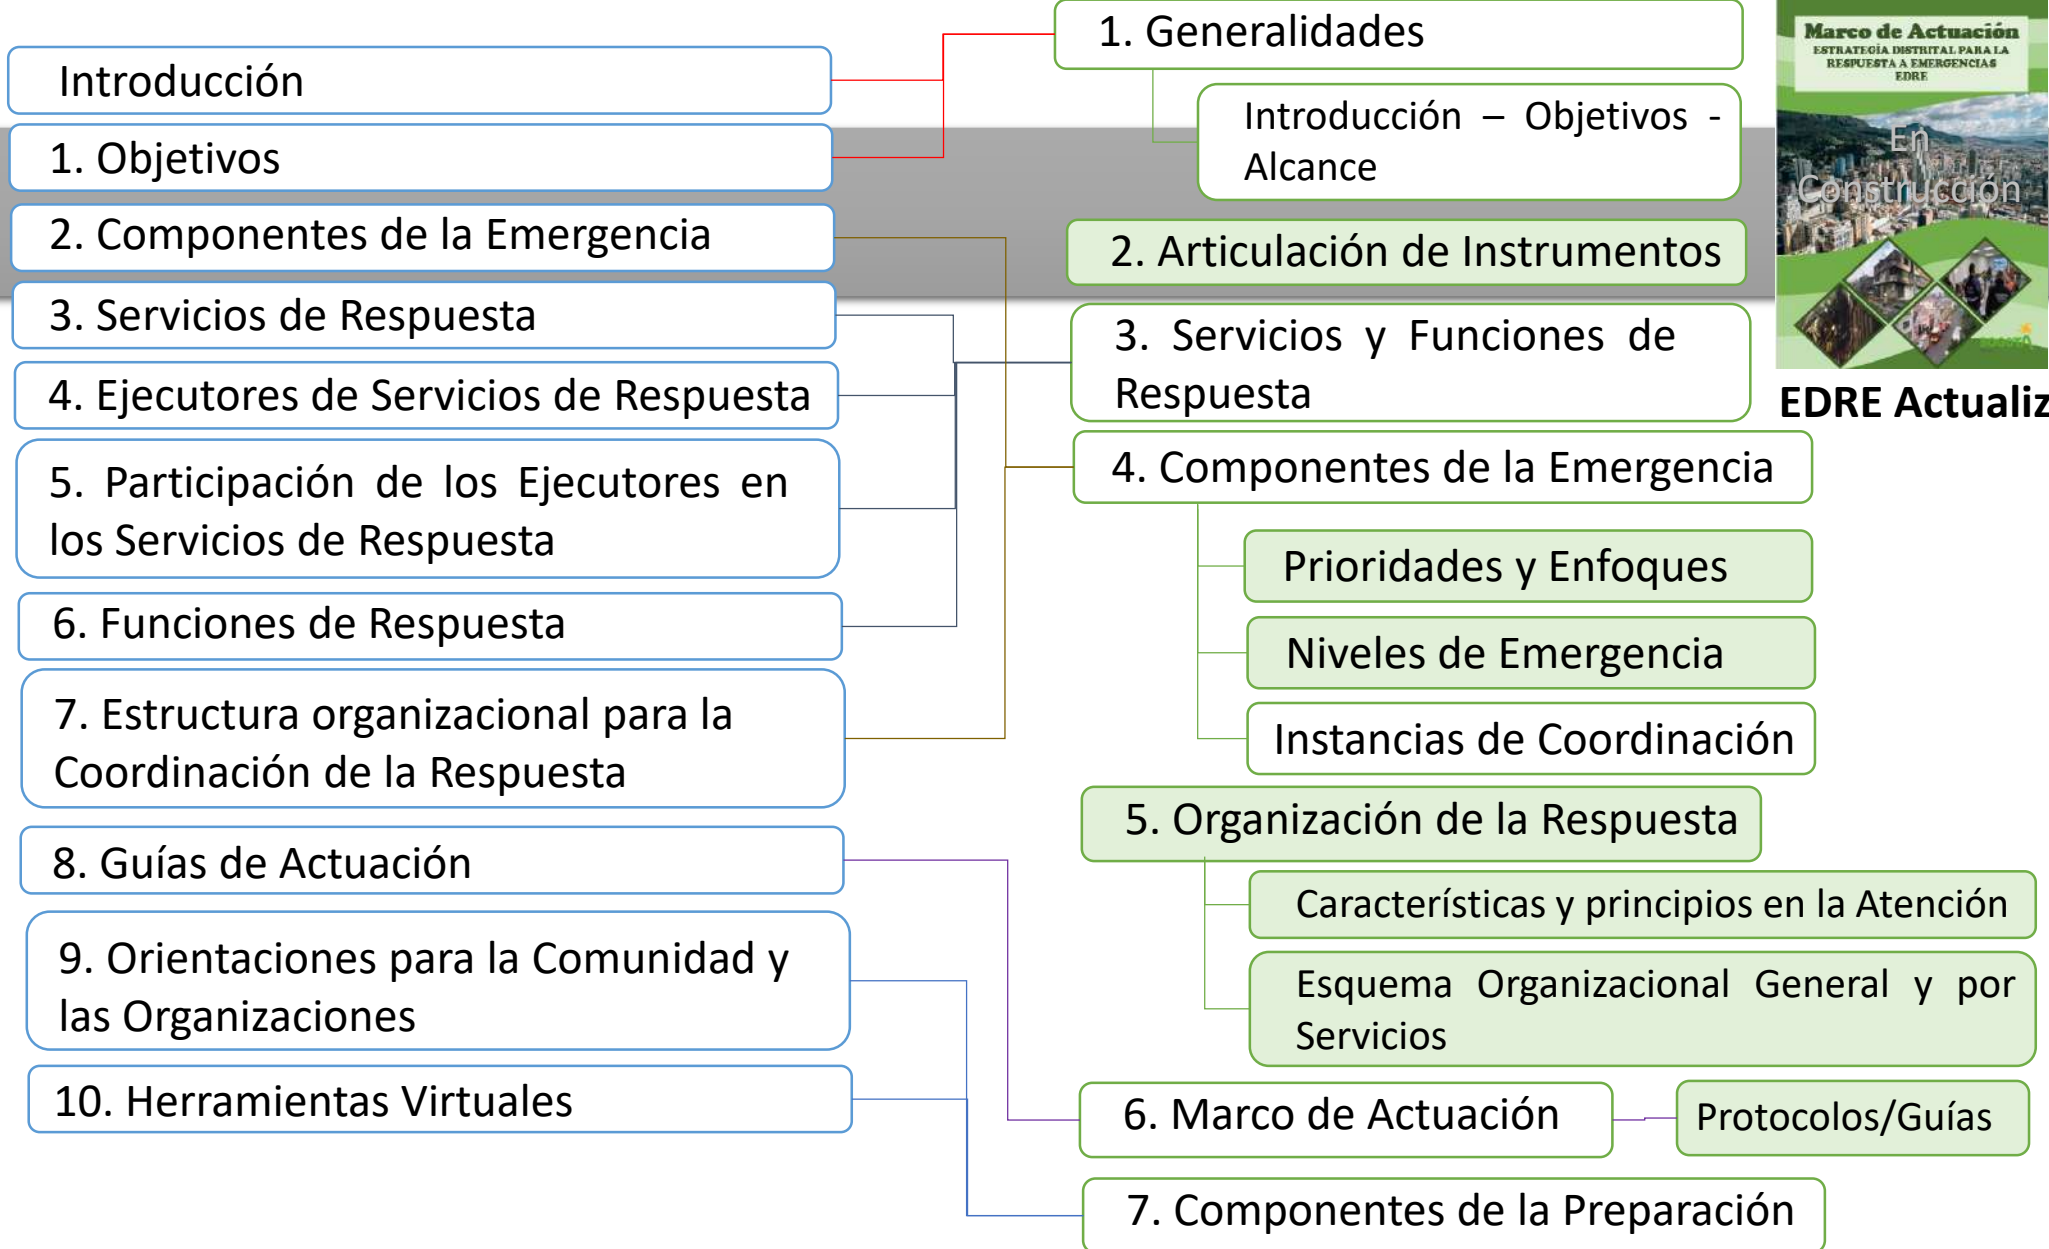 Introducción
1. Objetivos
2. Componentes de la Emergencia
3. Servicios de Respuesta
4. Ejecutores de Servicios de Respuesta
5. Participación de los Ejecutores en
los Servicios de Respuesta
6. Funciones de Respuesta
7. Estructura organizacional para la
Coordinación de la Respuesta
8. Guías de Actuación
9. Orientaciones para la Comunidad y
las Organizaciones
10. Herramientas Virtuales
1. Generalidades
Introducción – Objetivos -
Alcance
2. Articulación de Instrumentos
3. Servicios y Funciones de
Respuesta
4. Componentes de la Emergencia
Prioridades y Enfoques
Niveles de Emergencia
Instancias de Coordinación
5. Organización de la Respuesta
Características y principios en la Atención
Esquema Organizacional General y por
Servicios
6. Marco de Actuación
Protocolos/Guías
7. Componentes de la Preparación
Marco de Actuación
ESTRATEGÍA DISTRITAL PARA LA
RESPUESTA A EMERGENCIAS
EDRE
En
Construcción
EDRE Actualiz